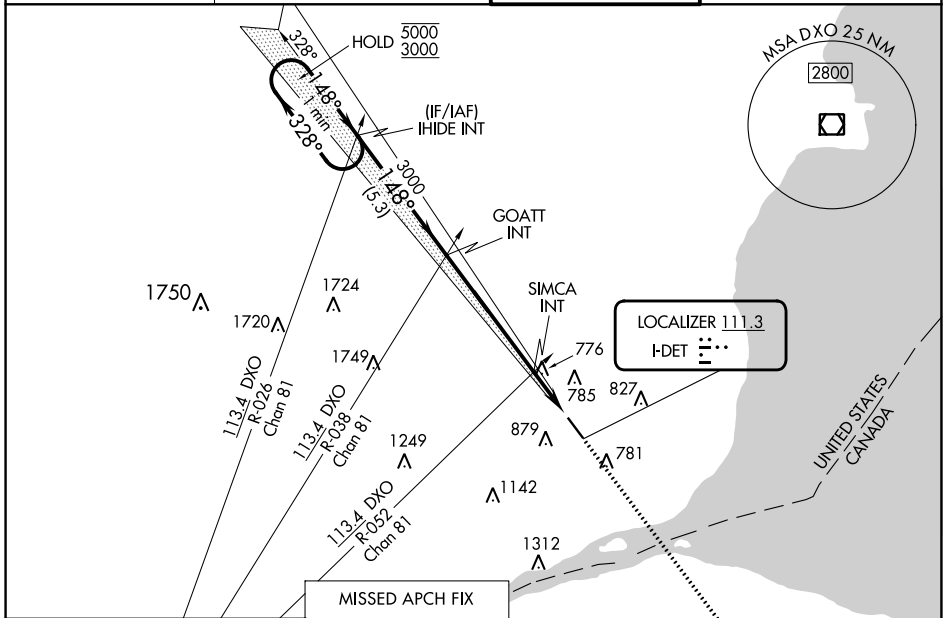 328°
HOLD 5000
3000
148°
1 min
328°
(IF/IAF)
IHIDE INT
3000
148°
(5.3)
GOATT
INT
SIMCA
INT
MSA DXO 25 NM
2800
LOCALIZER 111.3
I-DET
1750
1724
1720
1749
776
785
827
879
781
1249
1142
1312
113.4 DXO
R-026
Chan 81
113.4 DXO
R-038
Chan 81
113.4 DXO
R-052
Chan 81
UNITED STATES
CANADA
MISSED APCH FIX